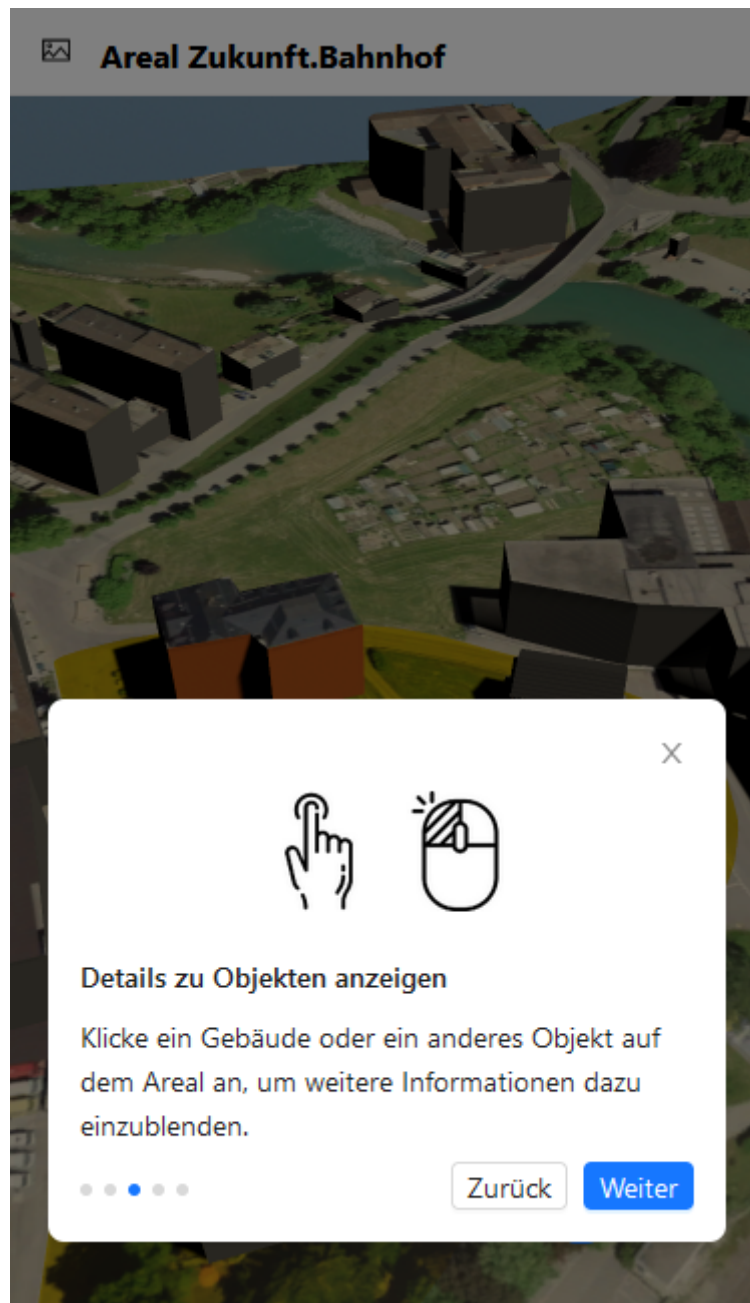 Areal Zukunft.Bahnhof
Details zu Objekten anzeigen
Klicke ein Gebäude oder ein anderes Objekt auf
dem Areal an, um weitere Informationen dazu
einzublenden.
Zurück Weiter